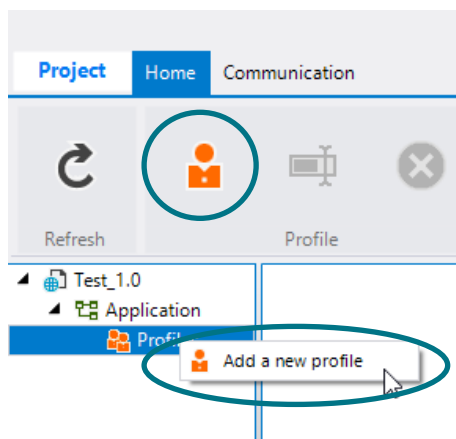 Project Home Communication
Refresh Profile
Test_1.0
Application
Add a new profile